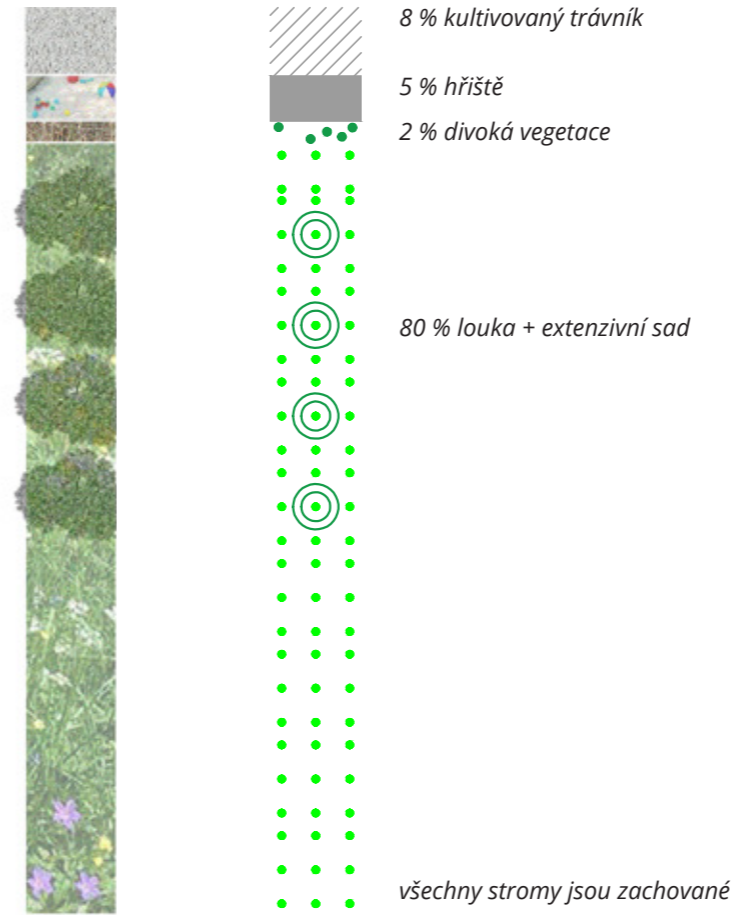 8 % kultivovaný trávník
5 % hřiště
2 % divoká vegetace
80 % louka + extenzivní sad
všechny stromy jsou zachované